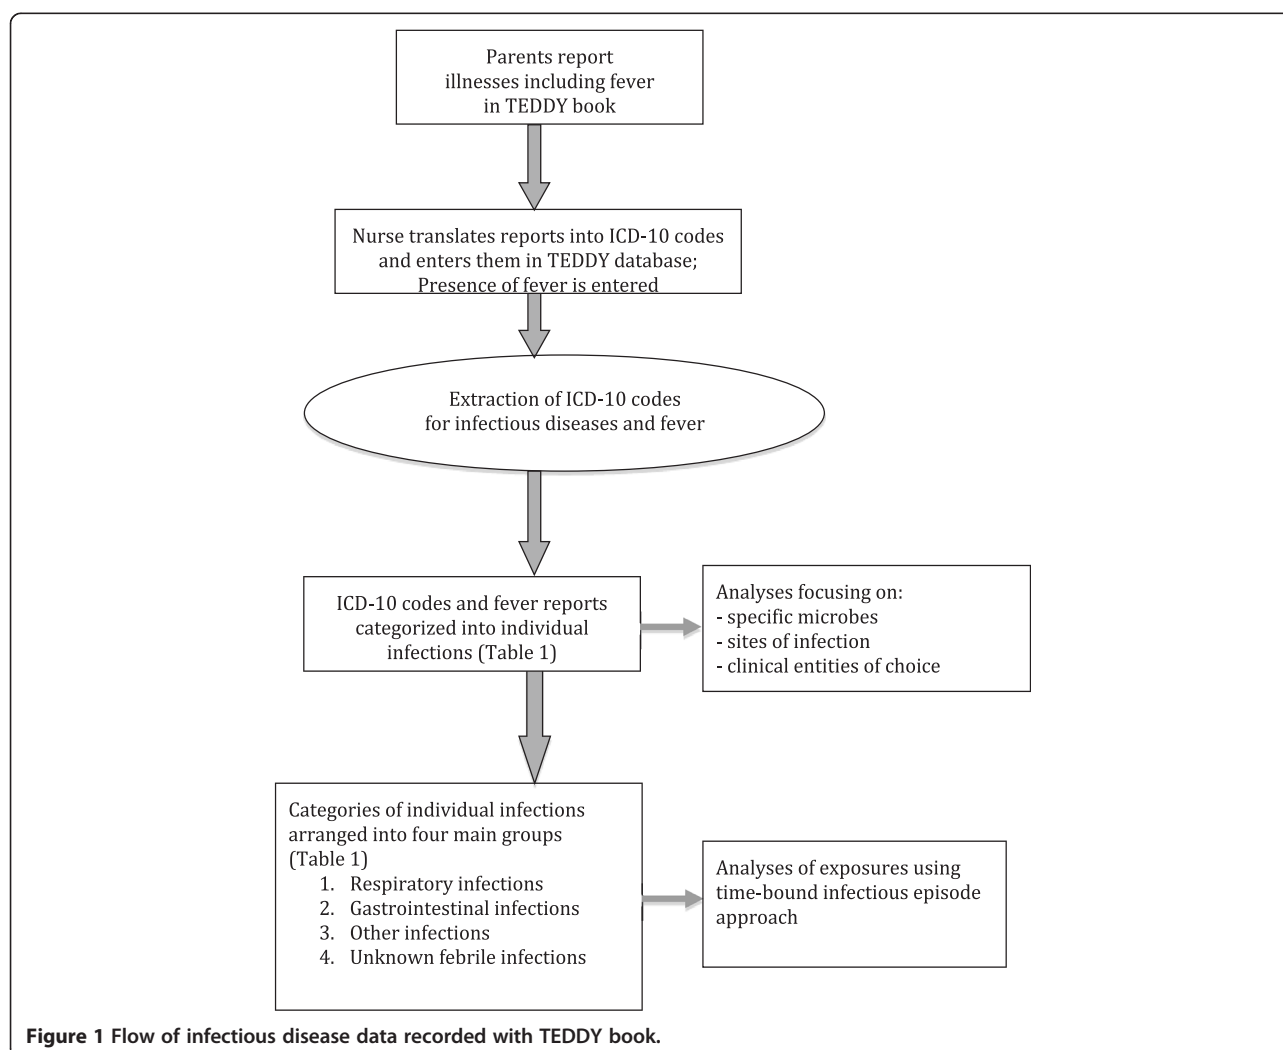 Parents report
illnesses including fever
in TEDDY book
Nurse translates reports into ICD-10 codes
and enters them in TEDDY database;
Presence of fever is entered
Extraction of ICD-10 codes
for infectious diseases and fever
ICD-10 codes and fever reports
categorized into individual
infections (Table 1)
Analyses focusing on:
- specific microbes
- sites of infection
- clinical entities of choice
Categories of individual infections
arranged into four main groups
(Table 1)
1. Respiratory infections
2. Gastrointestinal infections
3. Other infections
4. Unknown febrile infections
Analyses of exposures using
time-bound infectious episode
approach
Figure 1 Flow of infectious disease data recorded with TEDDY book.